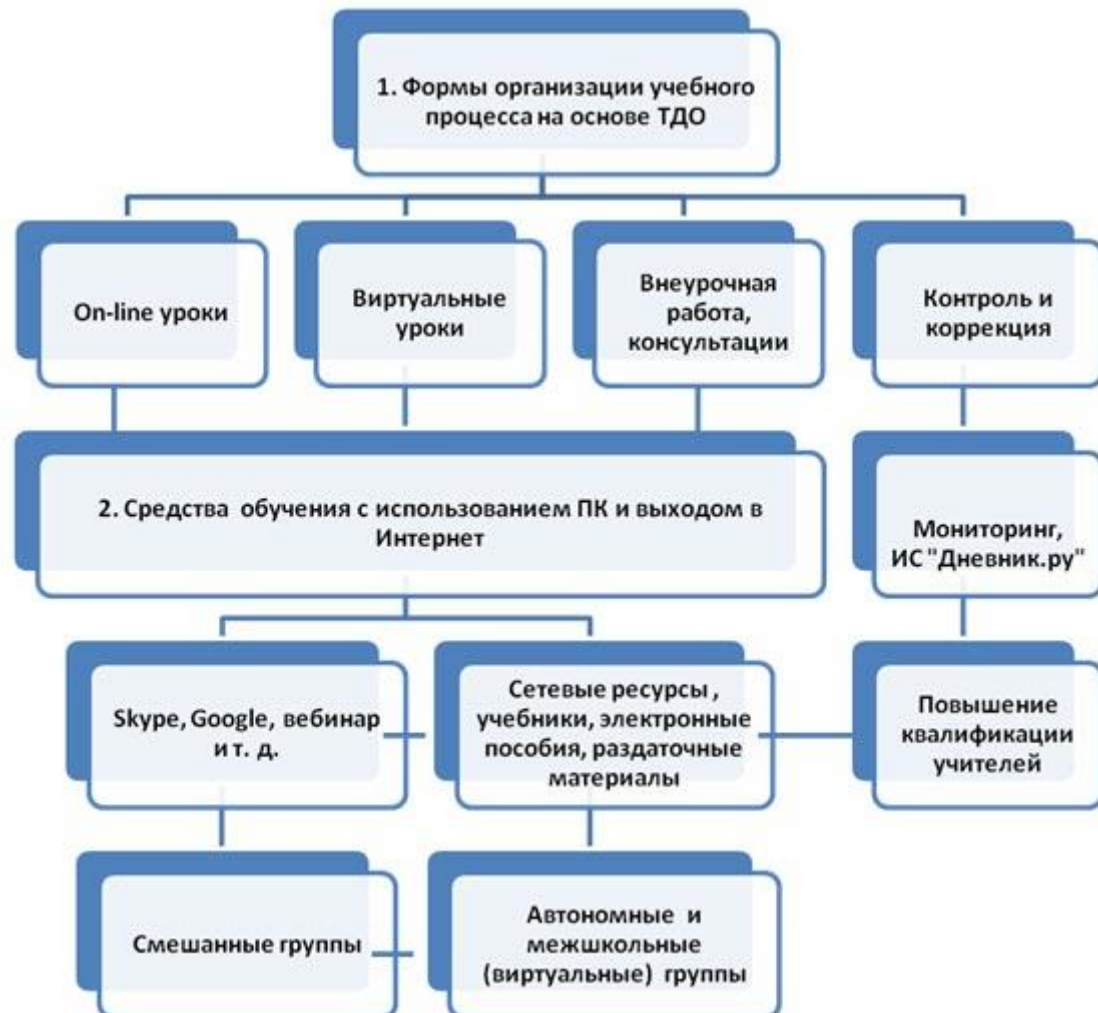 1. Формы организации учебного
процесса на основе ТДО
On-line уроки
Виртуальные
уроки
Внеурочная
работа,
консультации
Контроль и
коррекция
2. Средства обучения с использованием ПК и выходом в
Интернет
Мониторинг,
ИС "Дневник.ру"
Skype, Google, вебинар
и т. д.
Сетевые ресурсы ,
учебники, электронные
пособия, раздаточные
материалы
Повышение
квалификации
учителей
Смешанные группы
Автономные и
межшкольные
(виртуальные) группы